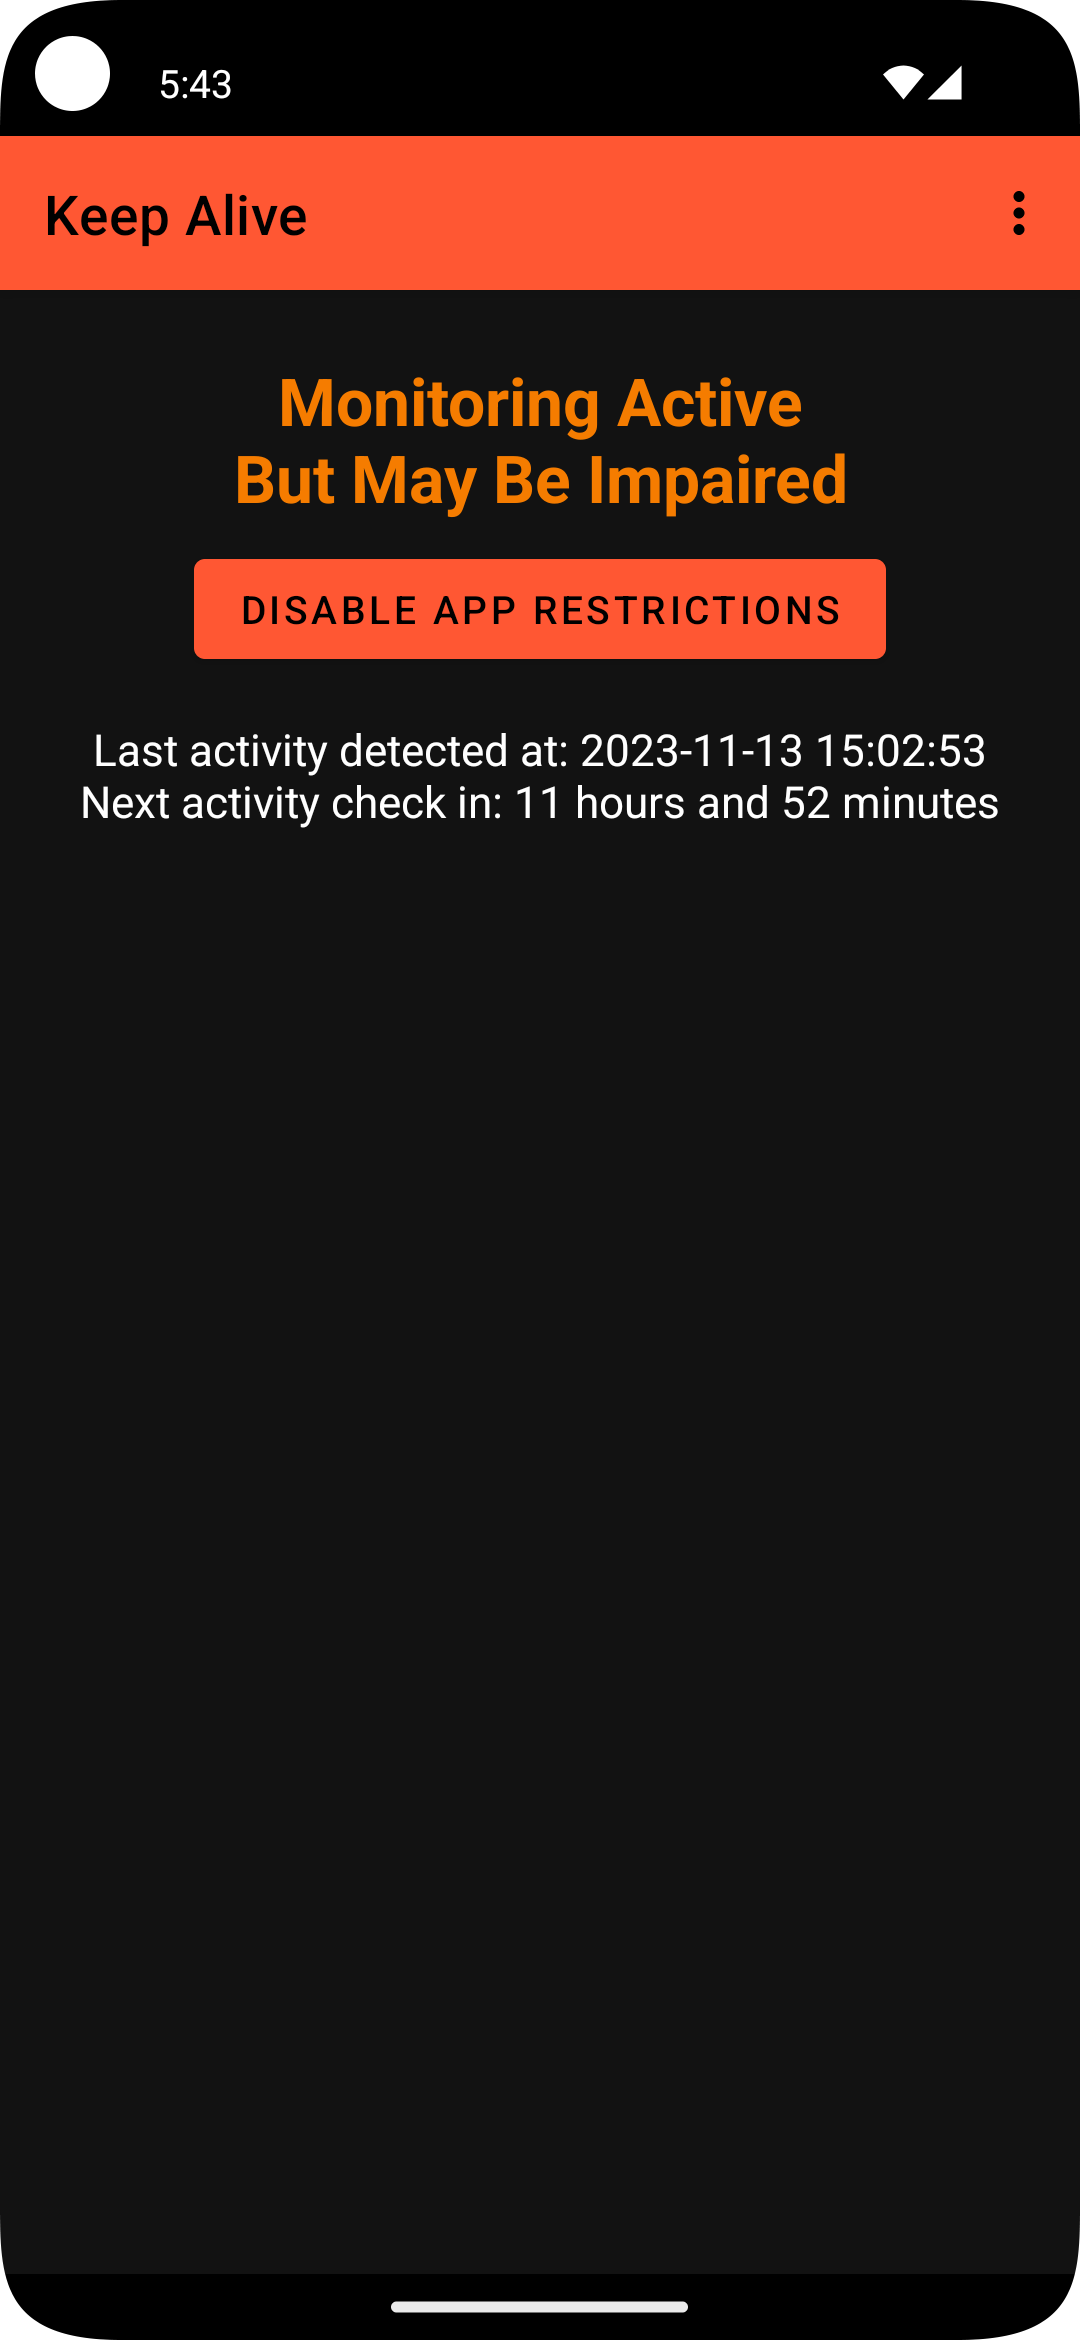 5:43
Keep Alive
Monitoring Active
But May Be Impaired
DISABLE APP RESTRICTIONS
Last activity detected at: 2023-11-13 15:02:53
Next activity check in: 11 hours and 52 minutes